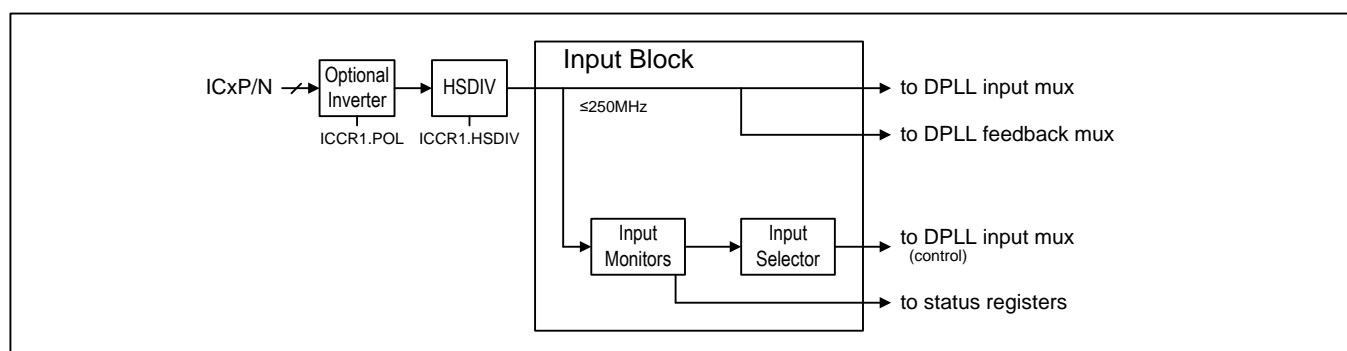 Input Block
ICxP/N
Optional
Inverter
HSDIV
ICCR1.POL
ICCR1.HSDIV
≤250MHz
to DPLL input mux
to DPLL feedback mux
Input
Monitors
Input
Selector
to DPLL input mux
(control)
to status registers